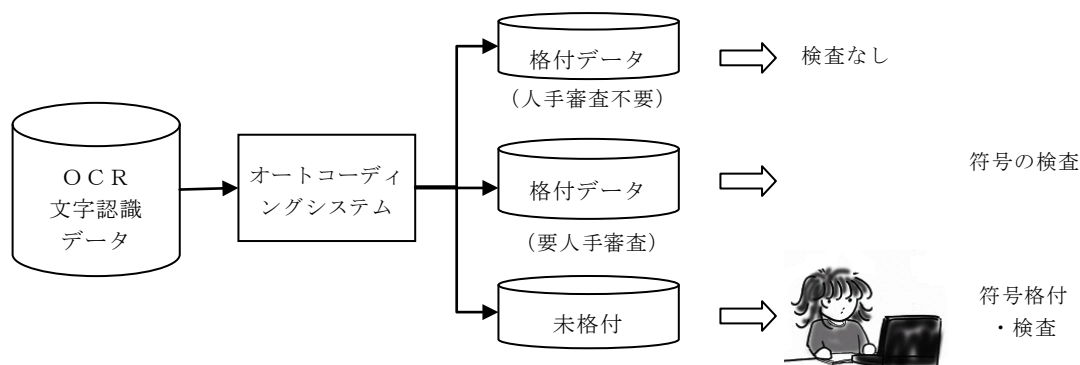 格付データ
検査なし
(人手審査不要)
OCR
文字認識
データ
オートコーディ
ングシステム
格付データ
符号の検査
(要人手審査)
未格付
符号格付
・検査